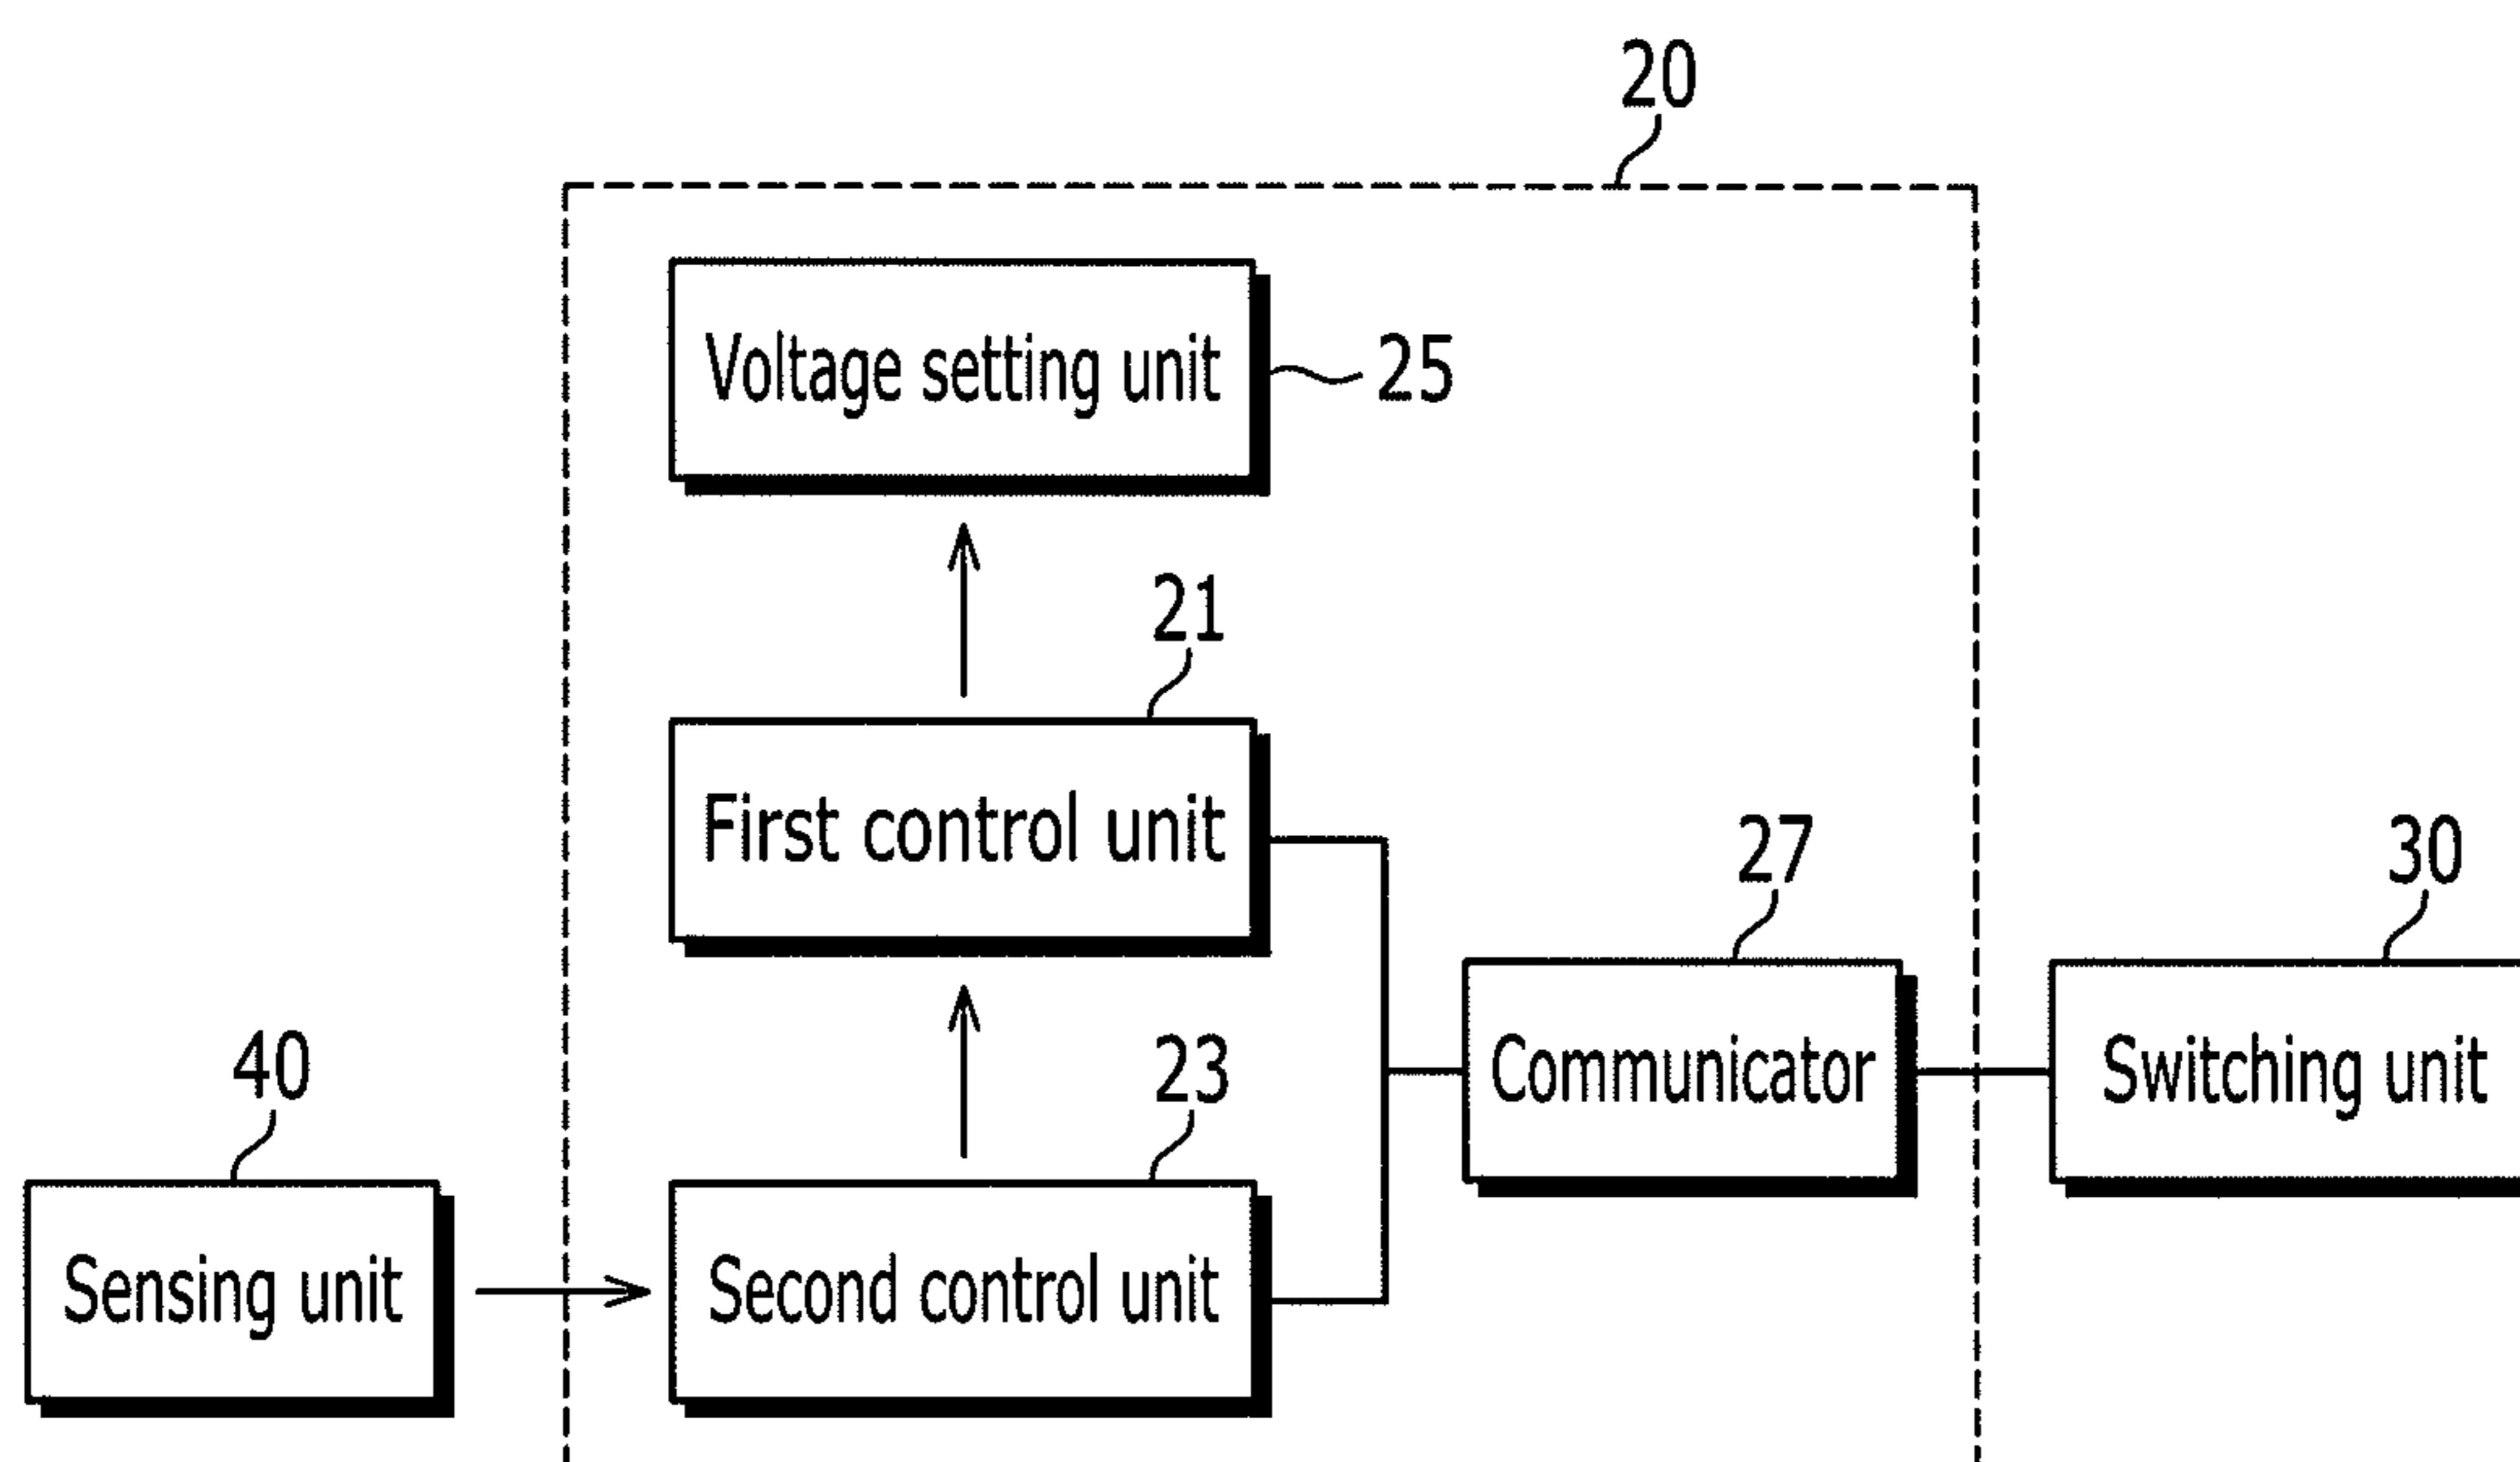 20
Voltage setting unit
25
21
First control unit
27
30
40
23
Communicator
Switching unit
Sensing unit
Second control unit